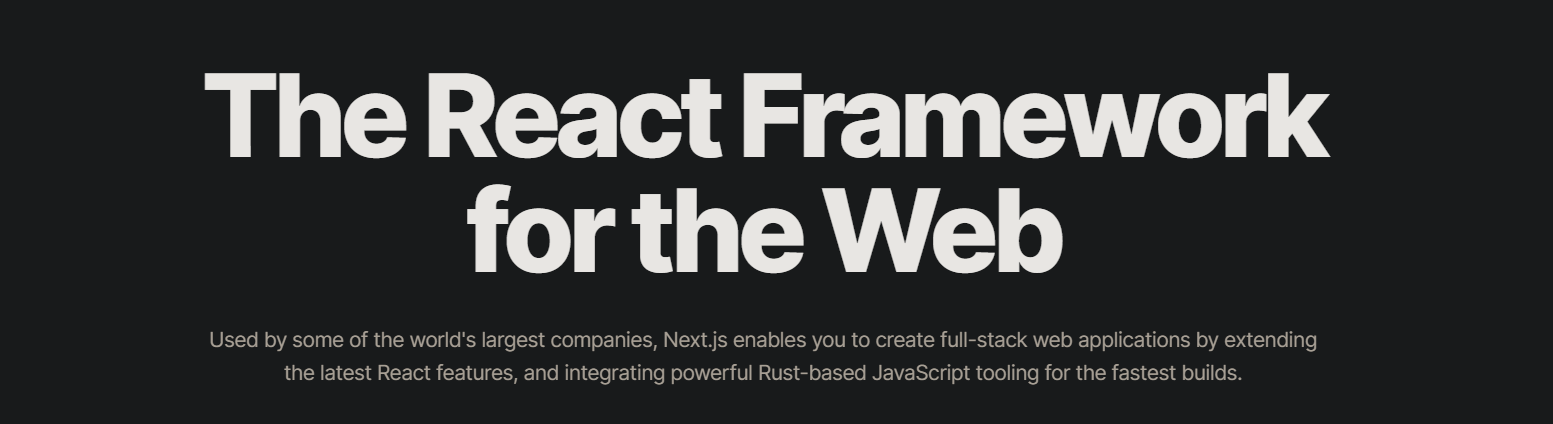 The React Framework
for the Web
Used by some of the world's largest companies, Next.js enables you to create full-stack web applications by extending
the latest React features, and integrating powerful Rust-based JavaScript tooling for the fastest builds.